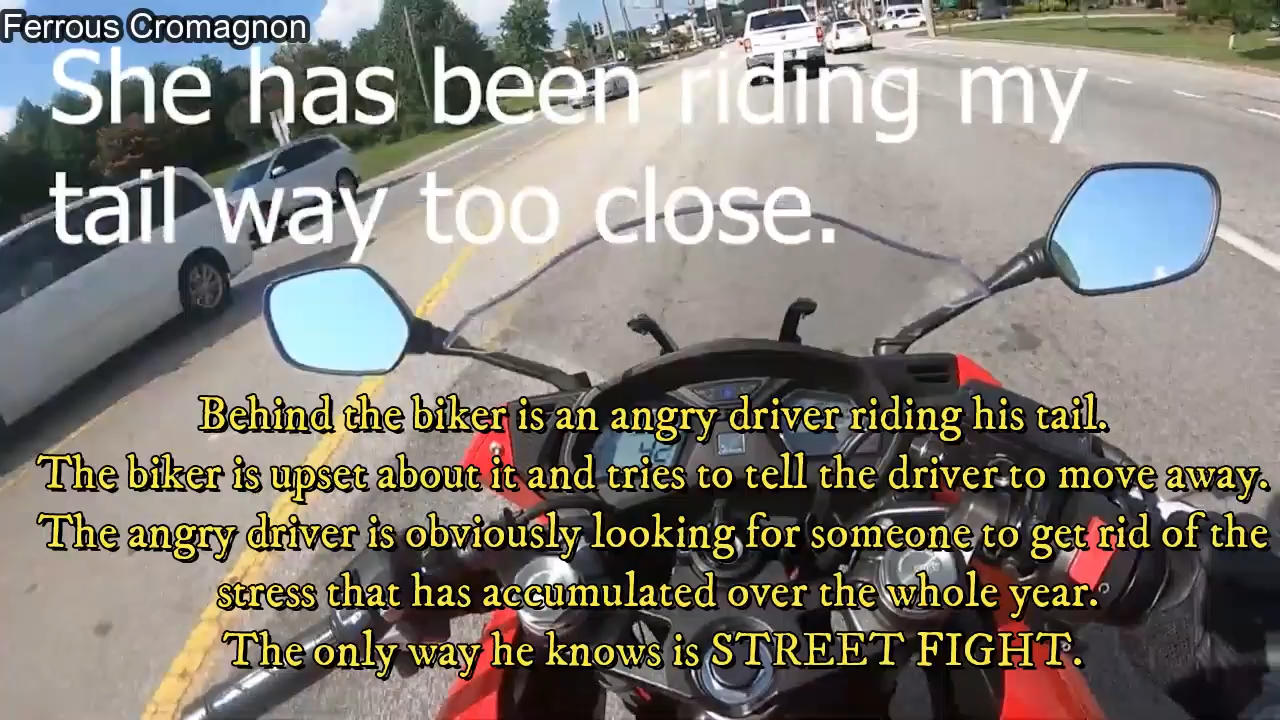 Ferrous Cromagnon
She has been riding my
tail way too close.
Behind the biker is an angry driver riding his tail.
The biker is upset about it and tries to tell the driver to move away.
The angry driver is obviously looking for someone to get rid of the
stress that has accumulated over the whole year.
The only way he knows is STREET FIGHT.